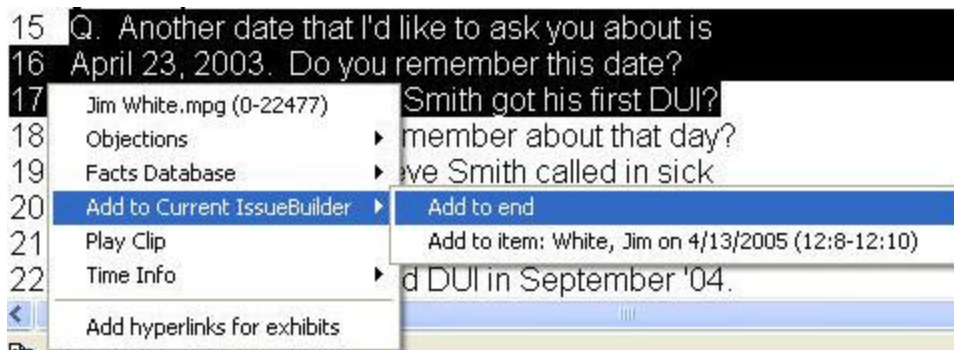 15 Q. Another date that I'd like to ask you about is
16 April 23, 2003. Do you remember this date?
17 Smith got his first DUI?
18 member about that day?
19 eve Smith called in sick
20
21
22 d DUI in September '04.
Jim White.mpg (0-22477)
Objections
Facts Database
Add to Current IssueBuilder
Play Clip
Time Info
Add hyperlinks for exhibits
Add to end
Add to item: White, Jim on 4/13/2005 (12:8-12:10)